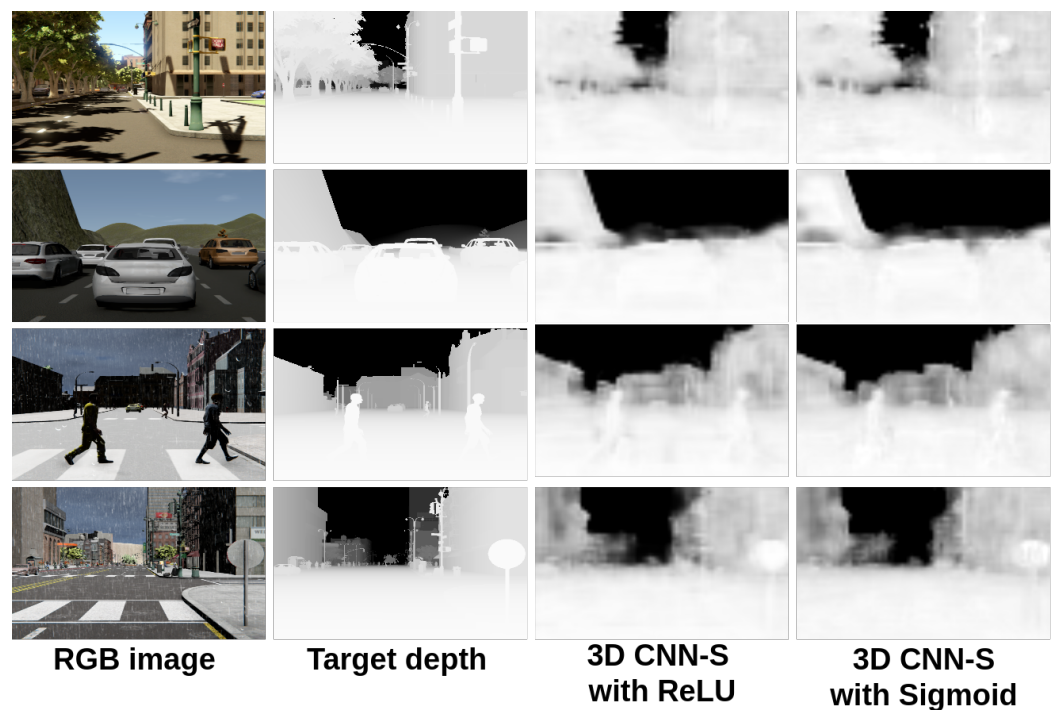 RGB image
Target depth
3D CNN-S
with ReLU
3D CNN-S
with Sigmoid